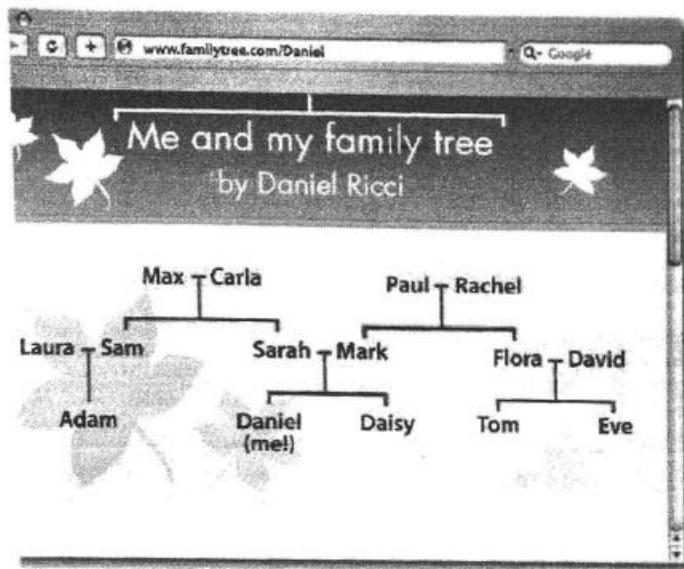 www.familytree.com/Daniel
Google
Me and my family tree
by Daniel Ricci
Max Carla
Paul Rachel
Laura Sam
Sarah Mark
Flora David
Adam
Daniel
(me!)
Daisy
Tom
Eve